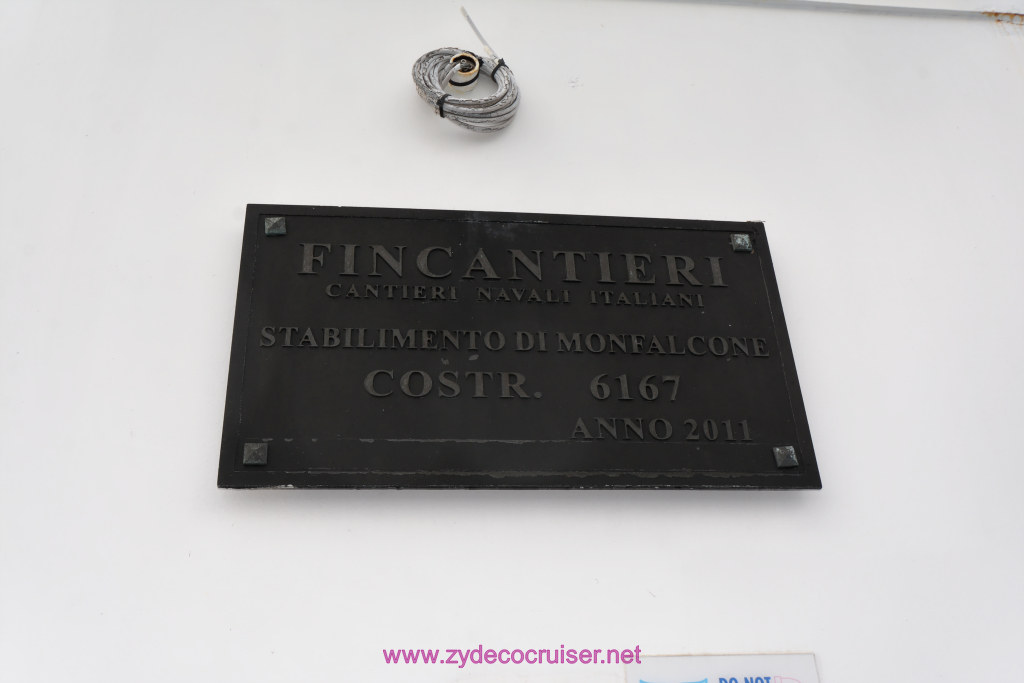 FINCANTIERI
CANTIERI NAVALI ITALIANI
STABILIMENTO DI MONFALCONE
COSTR. 6167
ANNO 2011
www.zydecocruiser.net
DO NOT